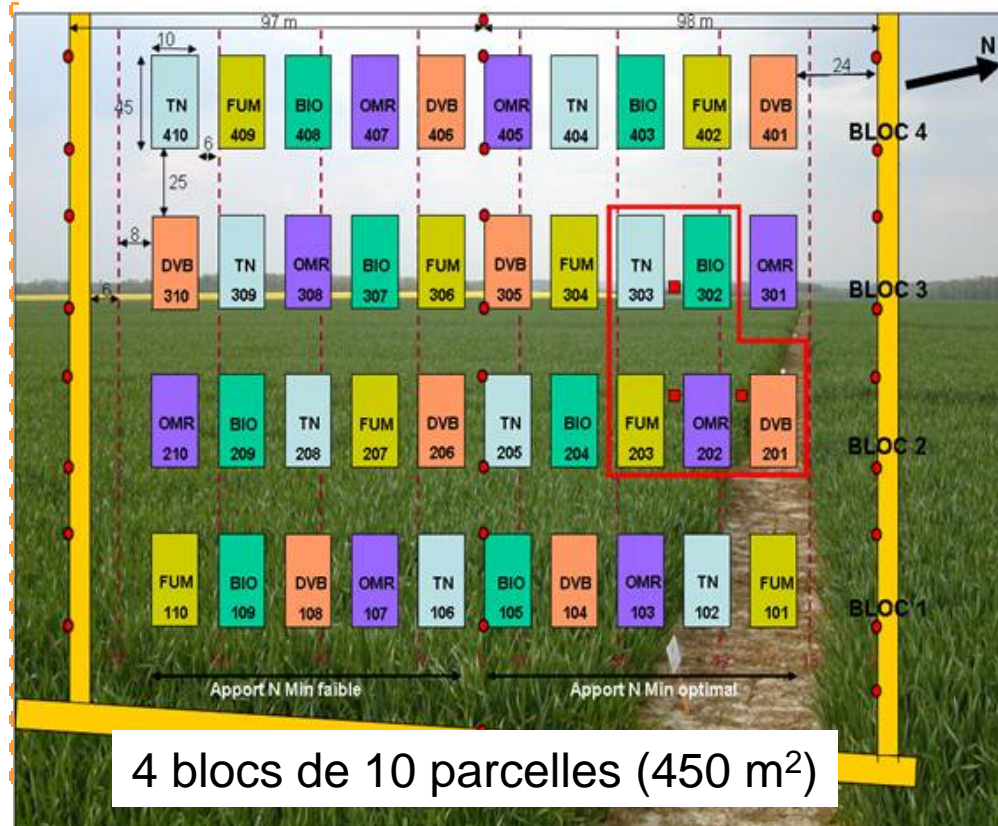 97 m 98 m
10
N
24
45
TN FUM BIO OMR DVB OMR TN BIO FUM DVB
410 409 408 407 406 405 404 403 402 401
BLOC 4
6
25
8
DVB TN OMR BIO FUM DVB FUM TN BIO OMR
310 309 308 307 306 305 304 303 302 301
6
BLOC 3
OMR BIO TN FUM DVB TN BIO FUM OMR DVB
210 209 208 207 206 205 204 203 202 201
BLOC 2
FUM BIO DVB OMR TN BIO DVB OMR TN FUM
110 109 108 107 106 105 104 103 102 101
BLOC 1
Apport N Min faible Apport N Min optimal
4 blocs de 10 parcelles (450 m²)